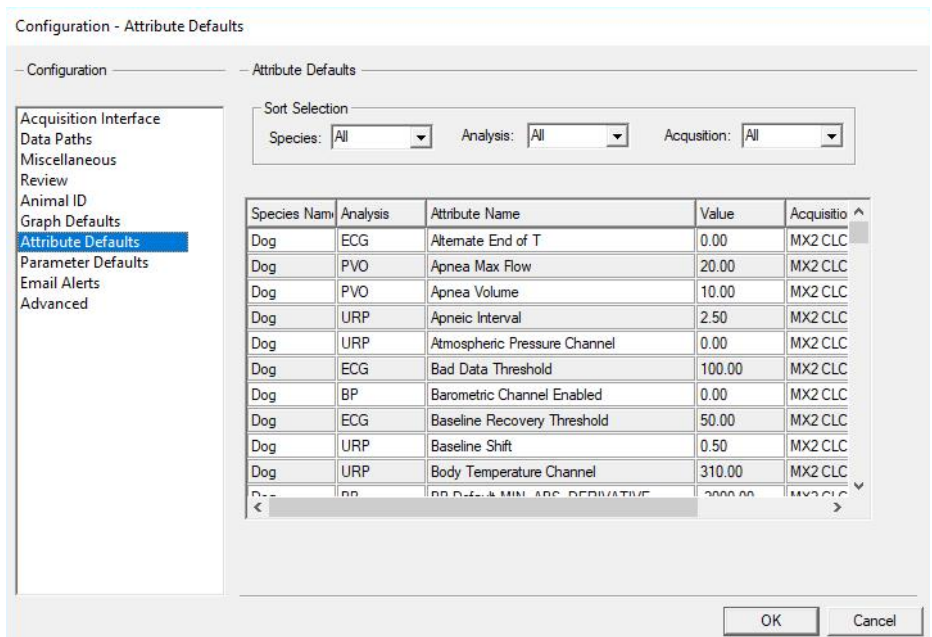 Configuration - Attribute Defaults
Configuration
Acquisition Interface
Data Paths
Miscellaneous
Review
Animal ID
Graph Defaults
Attribute Defaults
Parameter Defaults
Email Alerts
Advanced
Attribute Defaults
Sort Selection
Species: All Analysis: All Acqusition: All
Species Nam Analysis Attribute Name Value Acquisitio
Dog ECG Alternate End of T 0.00 MX2 CLC
Dog PVO Apnea Max Flow 20.00 MX2 CLC
Dog PVO Apnea Volume 10.00 MX2 CLC
Dog URP Apneic Interval 2.50 MX2 CLC
Dog URP Atmospheric Pressure Channel 0.00 MX2 CLC
Dog ECG Bad Data Threshold 100.00 MX2 CLC
Dog BP Barometric Channel Enabled 0.00 MX2 CLC
Dog ECG Baseline Recovery Threshold 50.00 MX2 CLC
Dog URP Baseline Shift 0.50 MX2 CLC
Dog URP Body Temperature Channel 310.00 MX2 CLC
OK Cancel